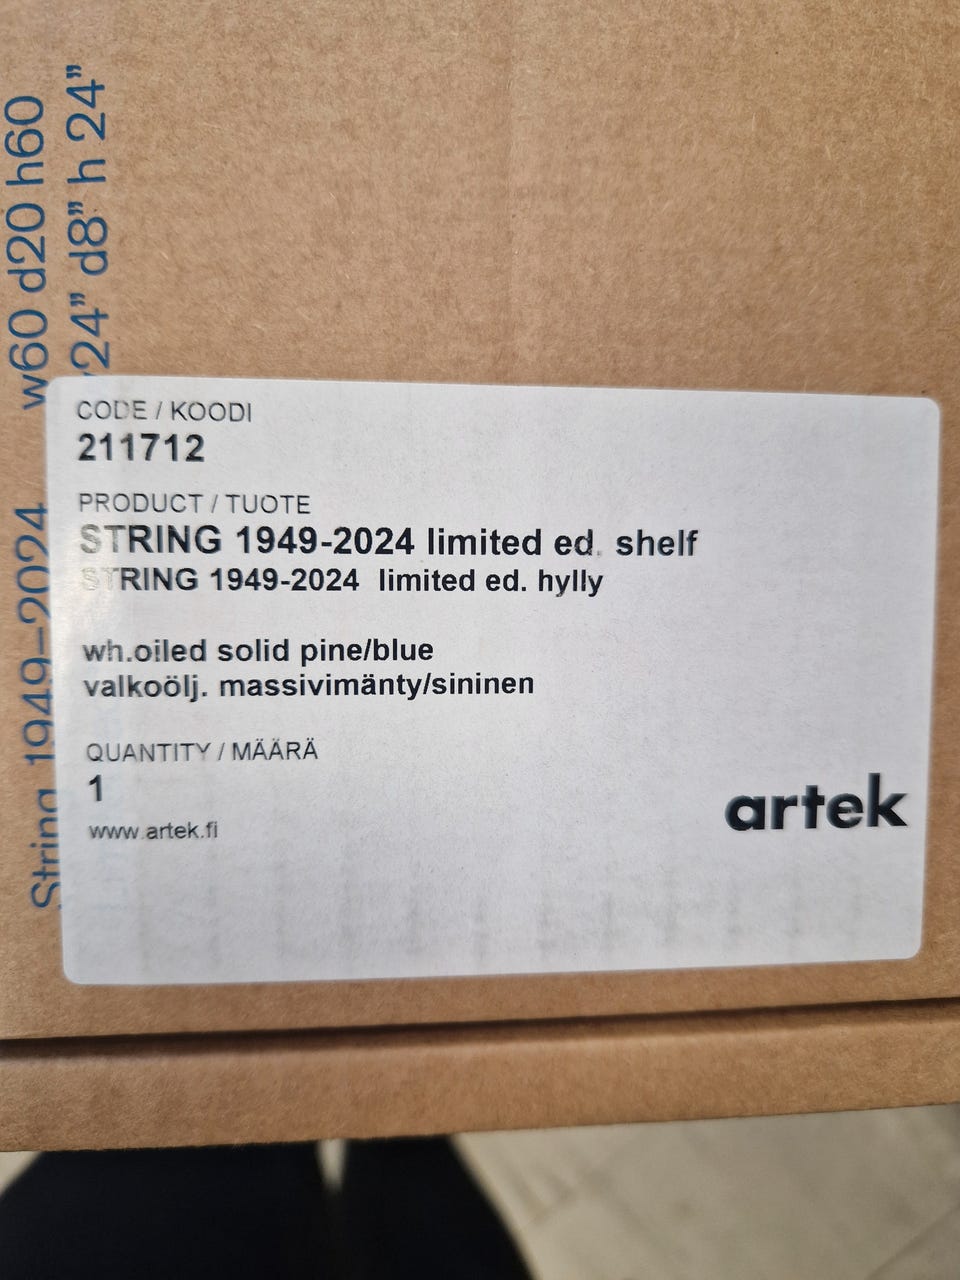 w60 d20 h60
24” d8” h 24”
String 1949–2024
CODE / KOODI
211712
PRODUCT / TUOTE
STRING 1949-2024 limited ed. shelf
STRING 1949-2024 limited ed. hylly
wh.oiled solid pine/blue
valkoölj. massivimänty/sininen
QUANTITY / MÄÄRÄ
1
www.artek.fi
artek